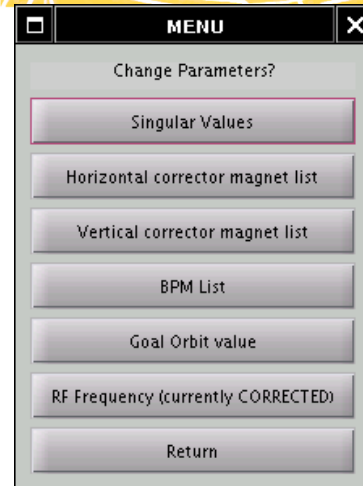 MENU
Change Parameters?
Singular Values
Horizontal corrector magnet list
Vertical corrector magnet list
BPM List
Goal Orbit value
RF Frequency (currently CORRECTED)
Return